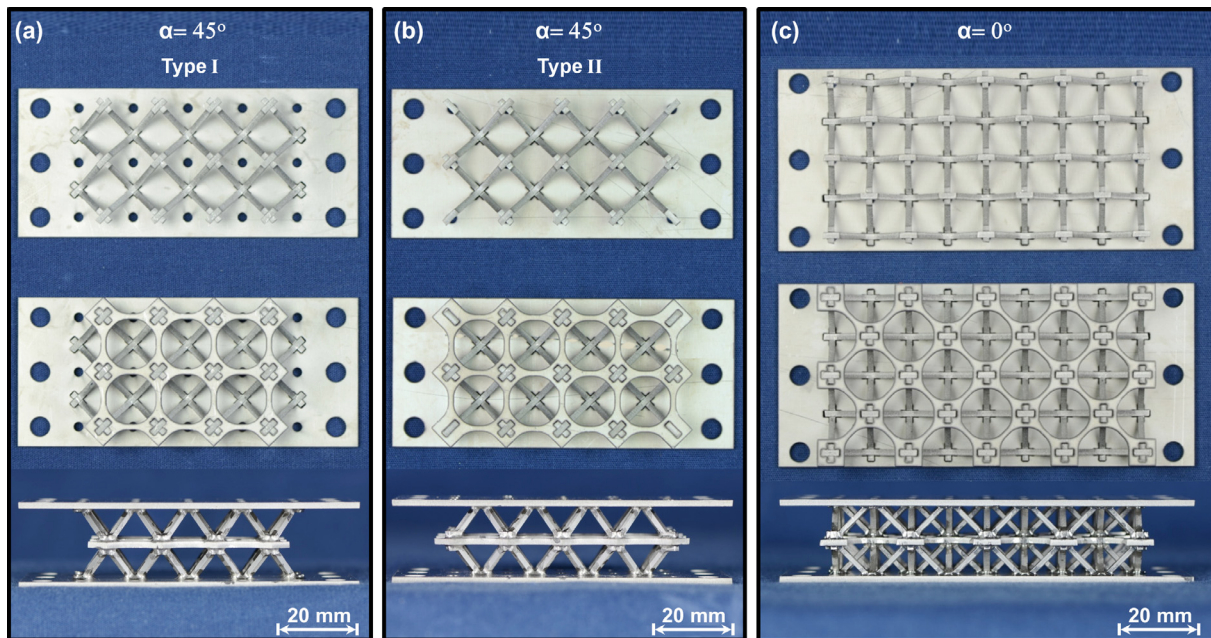 (a)
α= 45°
Type I
(b)
α= 45°
Type II
(c)
α= 0°
20 mm
20 mm
20 mm